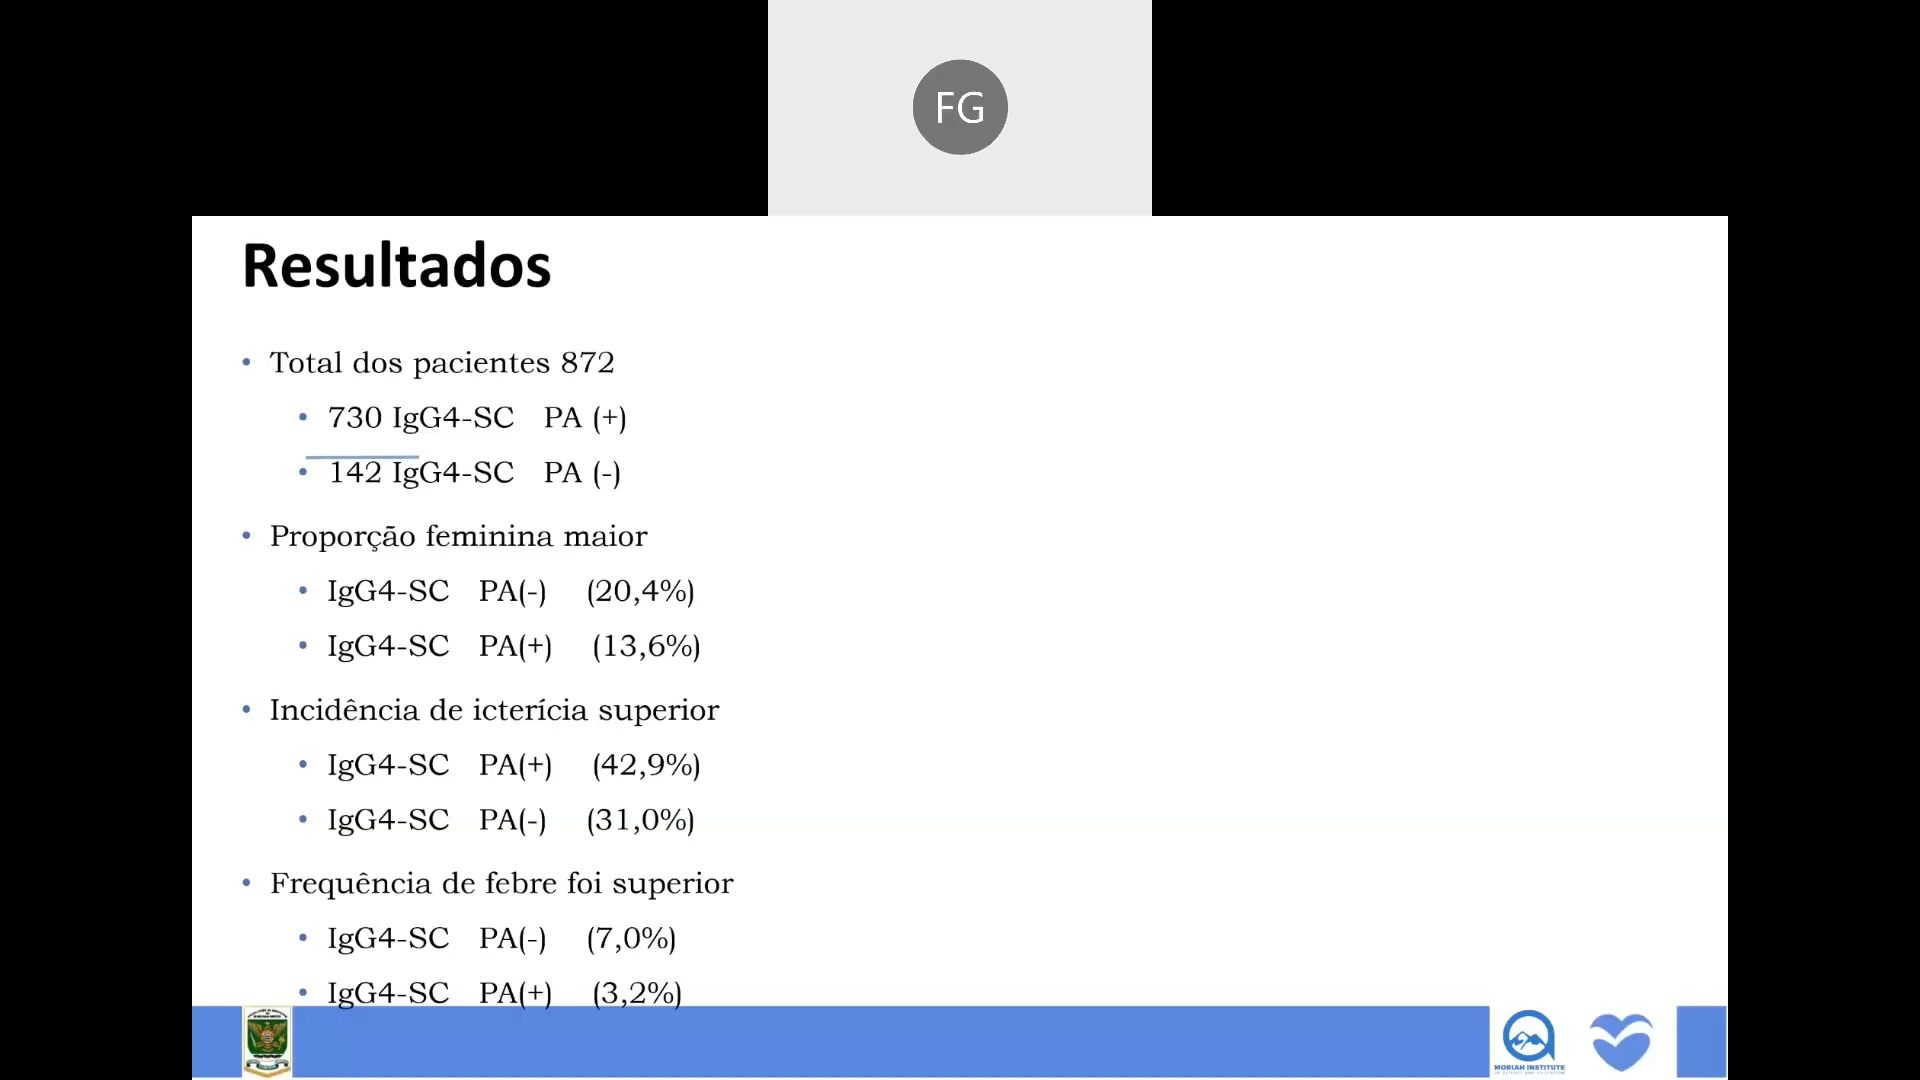 FG
Resultados
• Total dos pacientes 872
• 730 IgG4-SC PA (+)
• 142 IgG4-SC PA (-)
• Proporção feminina maior
• IgG4-SC PA(-) (20,4%)
• IgG4-SC PA(+) (13,6%)
• Incidência de icterícia superior
• IgG4-SC PA(+) (42,9%)
• IgG4-SC PA(-) (31,0%)
• Frequência de febre foi superior
• IgG4-SC PA(-) (7,0%)
• IgG4-SC PA(+) (3,2%)
MORIAH INSTITUTE